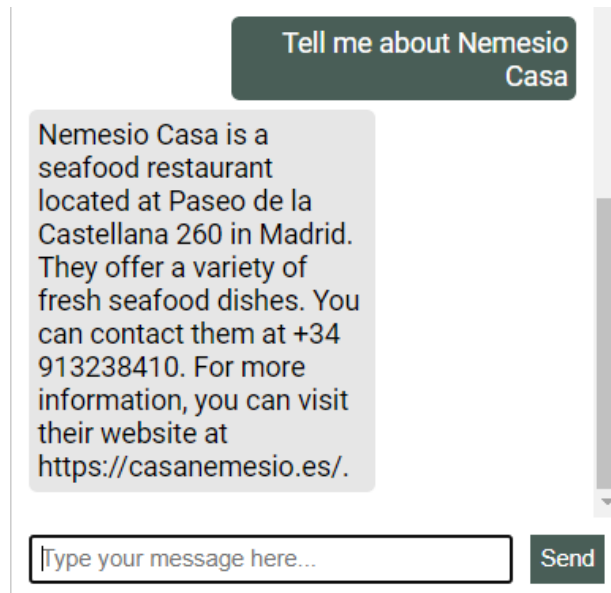 Tell me about Nemesio
Casa
Nemesio Casa is a
seafood restaurant
located at Paseo de la
Castellana 260 in Madrid.
They offer a variety of
fresh seafood dishes. You
can contact them at +34
913238410. For more
information, you can visit
their website at
https://casanemesio.es/.
Type your message here...
Send